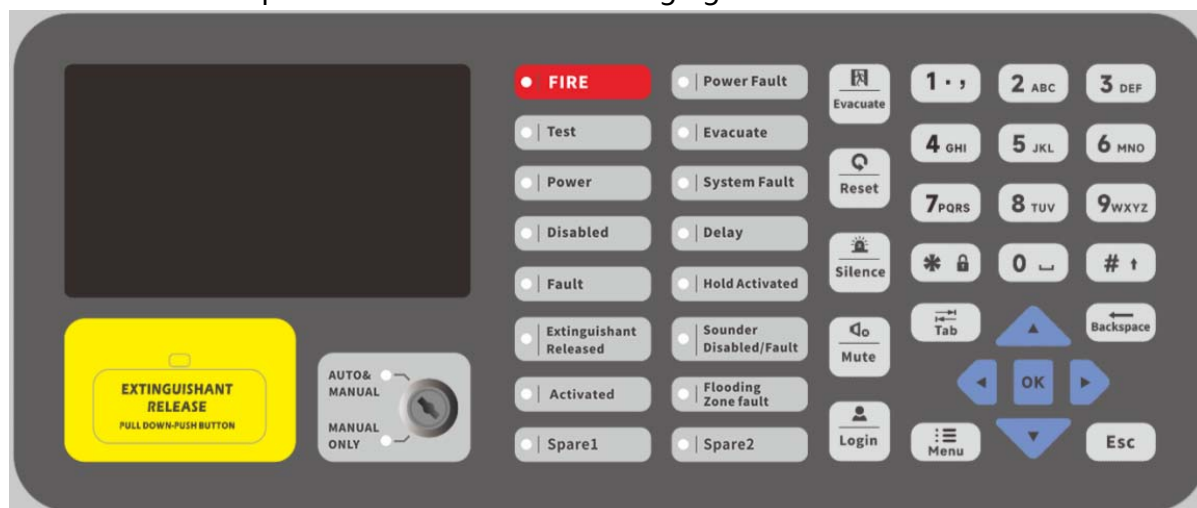 FIRE
Test
Power
Disabled
Fault
Extinguishant
Released
Activated
Spare1
Power Fault
Evacuate
System Fault
Delay
Hold Activated
Sounder
Disabled/Fault
Flooding
Zone fault
Spare2
Evacuate
Reset
Silence
Mute
Login
1 · ,
2 ABC
3 DEF
4 GHI
5 JKL
6 MNO
7PQRS
8 TUV
9WXYZ
*
0
#
Tab
Backspace
OK
Menu
Esc
EXTINGUISHANT
RELEASE
PULL DOWN-PUSH BUTTON
AUTO&
MANUAL
MANUAL
ONLY